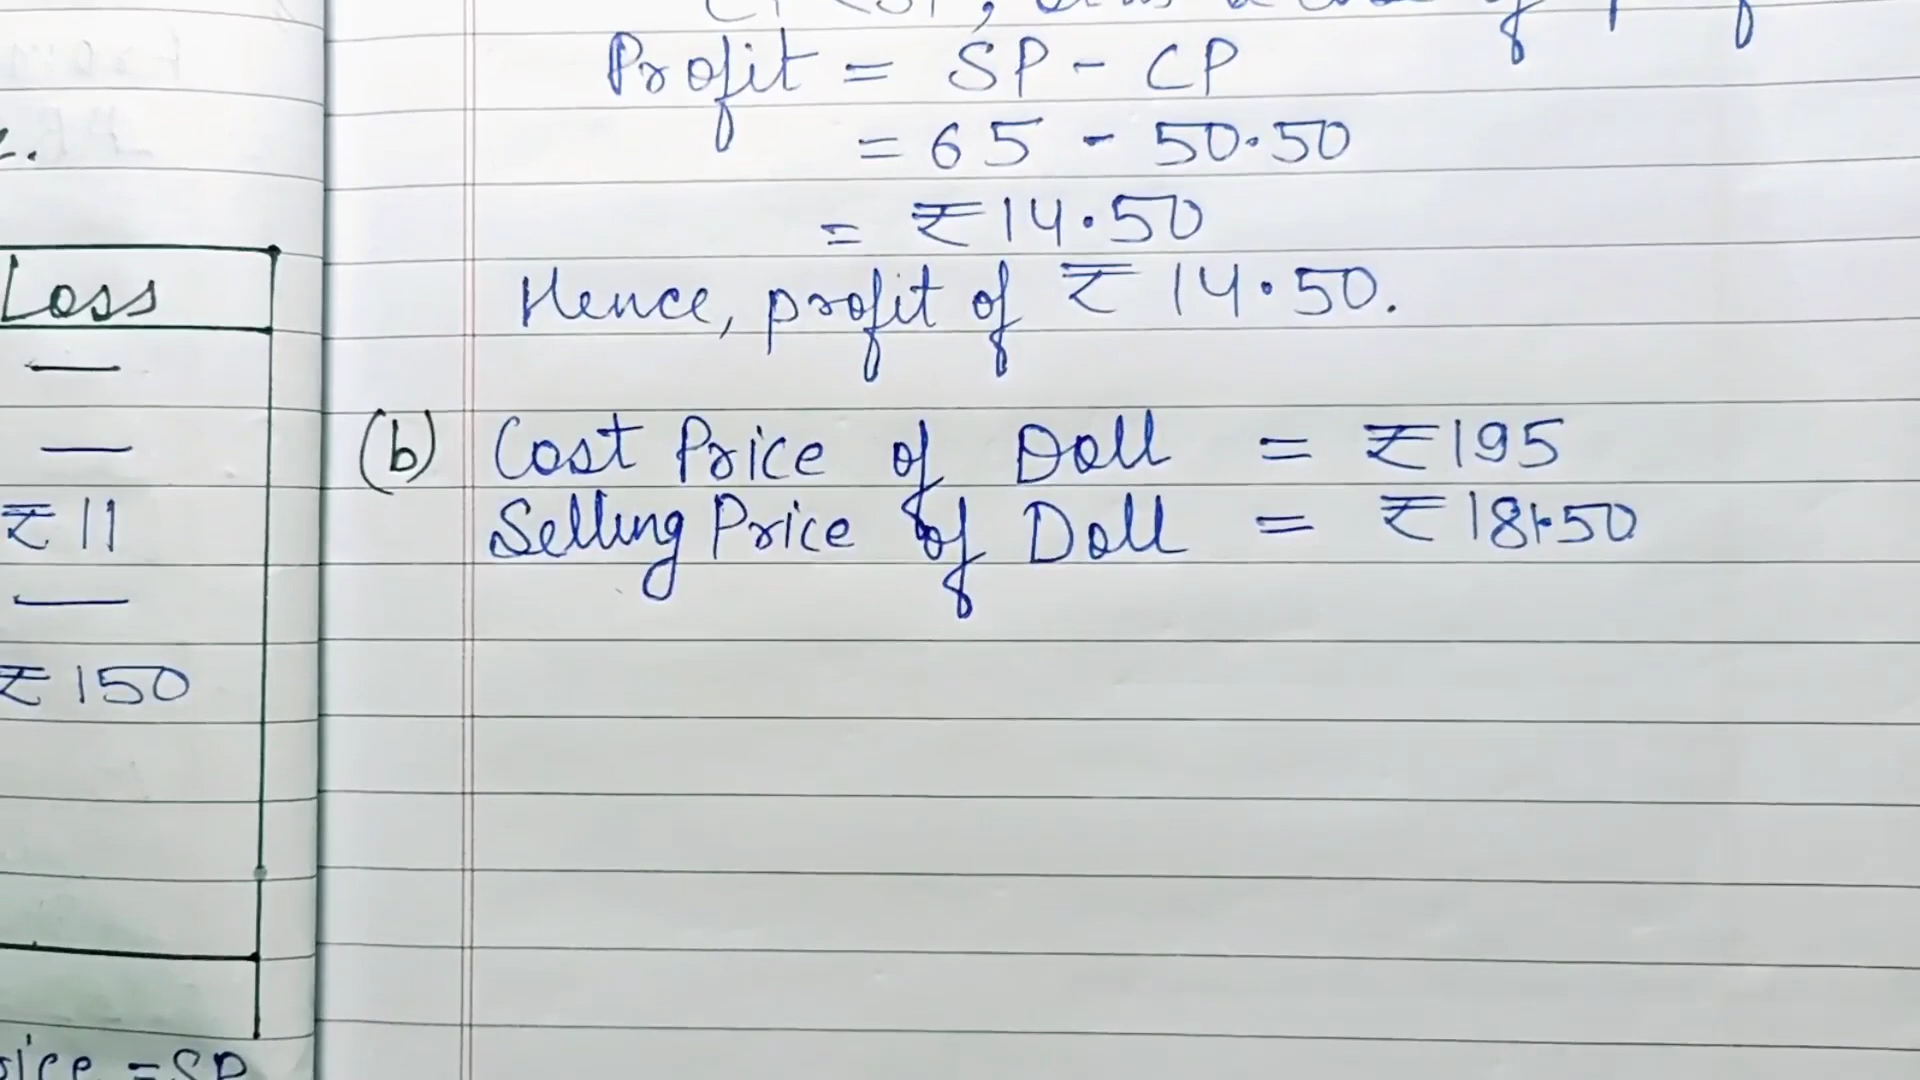 Profit = SP - CP
= 65 - 50.50
= ₹14.50
Hence, profit of ₹ 14.50.
Loss
—
—
₹11
—
₹150
(b) Cost Price of Doll = ₹195
Selling Price of Doll = ₹181.50
= SP